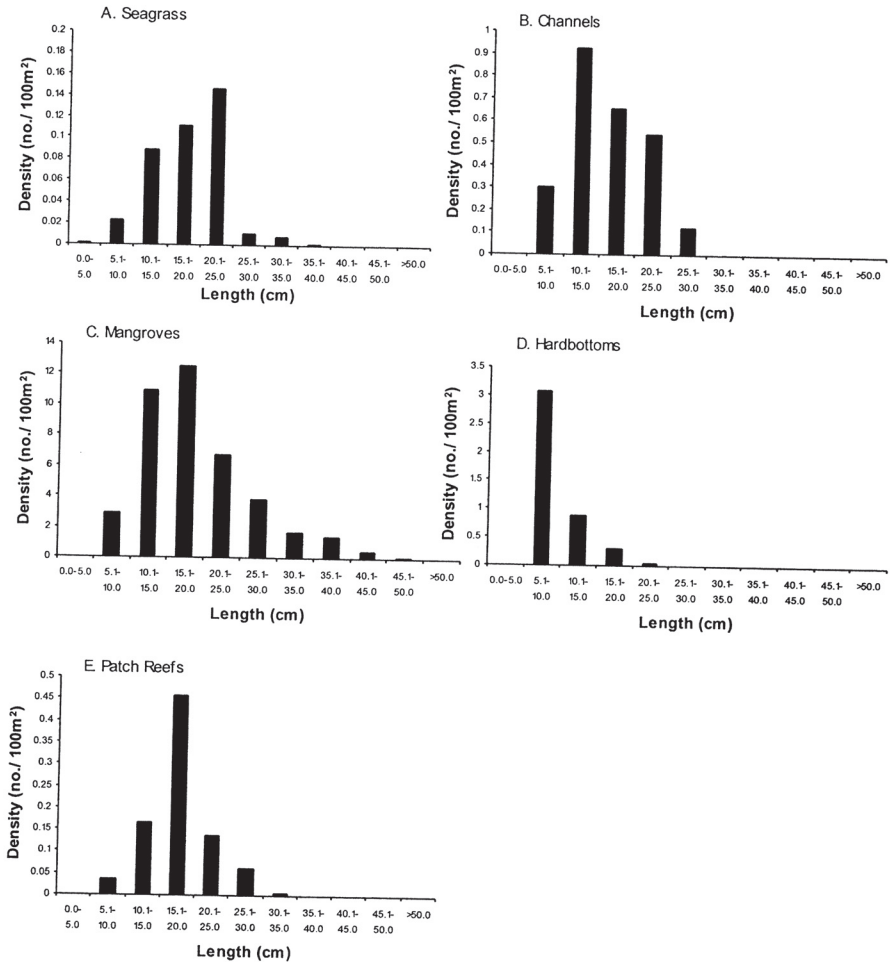 A. Seagrass
Density (no./ 100m²)
0.2
0.18
0.16
0.14
0.12
0.1
0.08
0.06
0.04
0.02
0
0.0- 5.1- 10.1- 15.1- 20.1- 25.1- 30.1- 35.1- 40.1- 45.1- >50.0
5.0 10.0 15.0 20.0 25.0 30.0 35.0 40.0 45.0 50.0
Length (cm)
B. Channels
Density (no./ 100m²)
1
0.9
0.8
0.7
0.6
0.5
0.4
0.3
0.2
0.1
0
0.0-5.0 5.1- 10.1- 15.1- 20.1- 25.1- 30.1- 35.1- 40.1- 45.1- >50.0
10.0 15.0 20.0 25.0 30.0 35.0 40.0 45.0 50.0
Length (cm)
C. Mangroves
Density (no./ 100m²)
14
12
10
8
6
4
2
0
0.0-5.0 5.1- 10.1- 15.1- 20.1- 25.1- 30.1- 35.1- 40.1- 45.1- >50.0
10.0 15.0 20.0 25.0 30.0 35.0 40.0 45.0 50.0
Length (cm)
D. Hardbottoms
Density (no./ 100m²)
3.5
3
2.5
2
1.5
1
0.5
0
0.0-5.0 5.1- 10.1- 15.1- 20.1- 25.1- 30.1- 35.1- 40.1- 45.1- >50.0
10.0 15.0 20.0 25.0 30.0 35.0 40.0 45.0 50.0
Length (cm)
E. Patch Reefs
Density (no./ 100m²)
0.5
0.45
0.4
0.35
0.3
0.25
0.2
0.15
0.1
0.05
0
0.0- 5.1- 10.1- 15.1- 20.1- 25.1- 30.1- 35.1- 40.1- 45.1- >50.0
5.0 10.0 15.0 20.0 25.0 30.0 35.0 40.0 45.0 50.0
Length (cm)